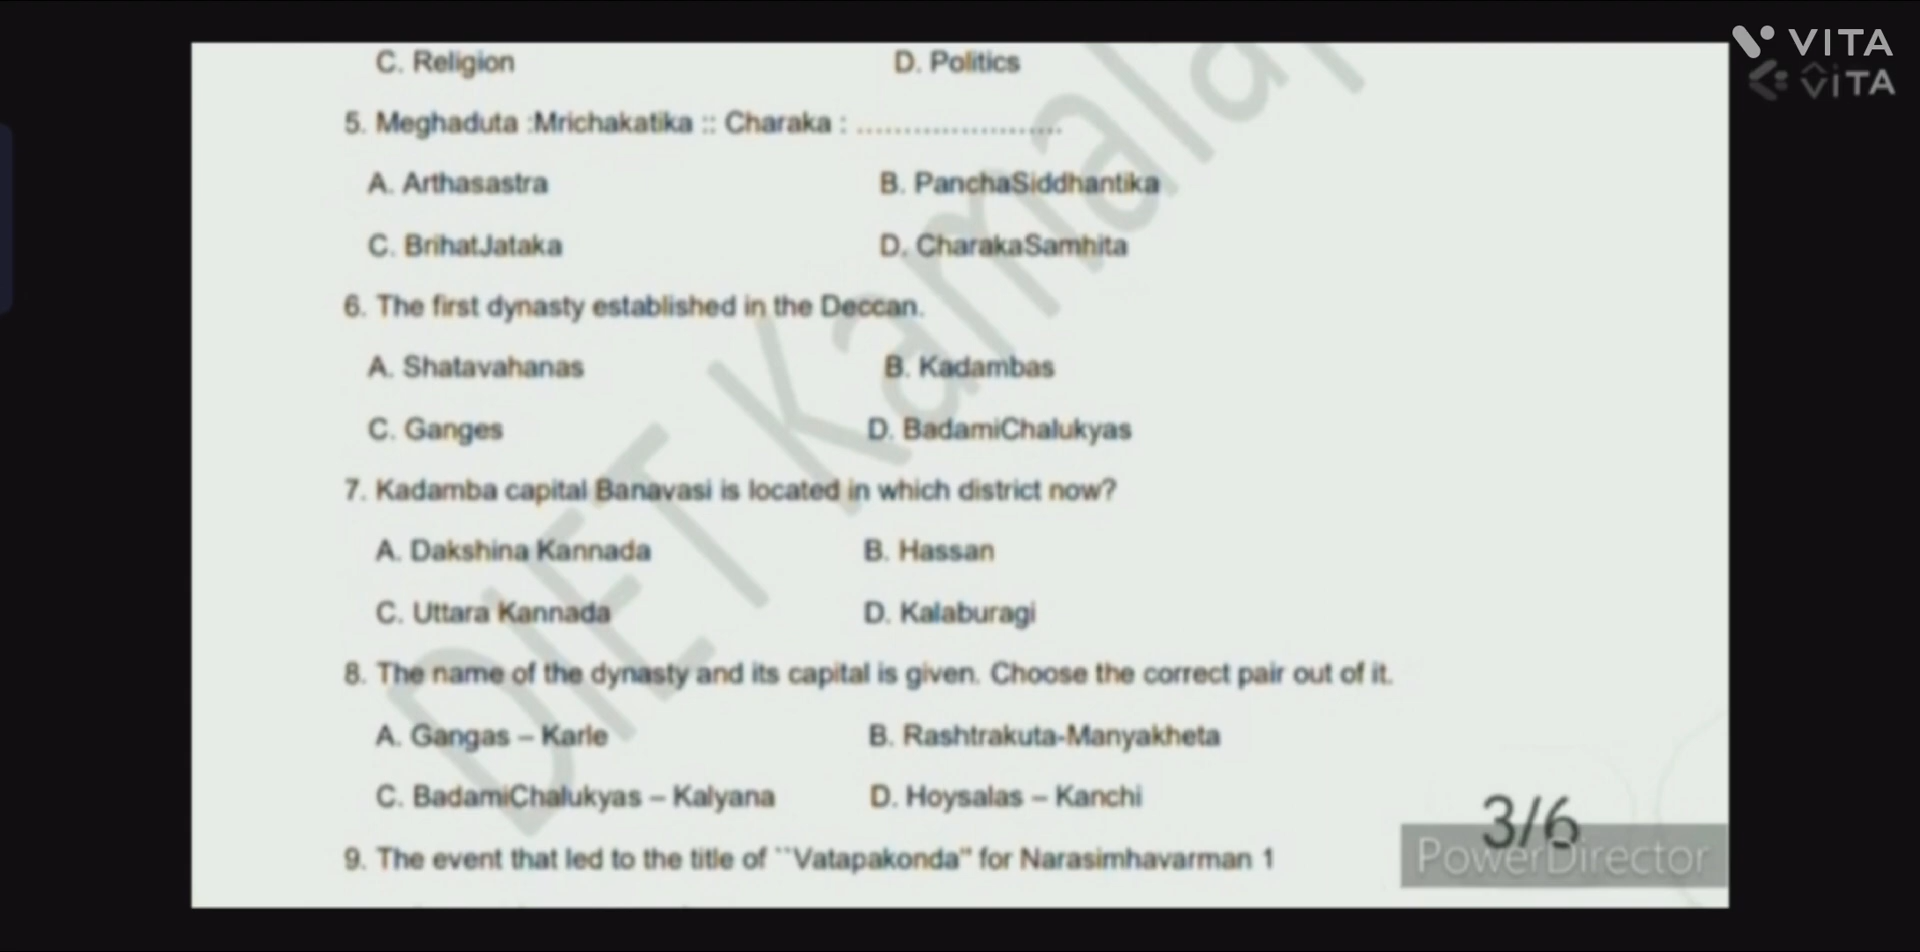 VITA
ViTA
C. Religion D. Politics
5. Meghaduta :Mrichakatika :: Charaka : ......................
A. Arthasastra B. PanchaSiddhantika
C. BrihatJataka D. CharakaSamhita
6. The first dynasty established in the Deccan.
A. Shatavahanas B. Kadambas
C. Ganges D. BadamiChalukyas
7. Kadamba capital Banavasi is located in which district now?
A. Dakshina Kannada B. Hassan
C. Uttara Kannada D. Kalaburagi
8. The name of the dynasty and its capital is given. Choose the correct pair out of it.
A. Gangas – Karle B. Rashtrakuta-Manyakheta
C. BadamiChalukyas – Kalyana D. Hoysalas – Kanchi
9. The event that led to the title of ``Vatapakonda" for Narasimhavarman 1
3/6
PowerDirector
DIET Kamala